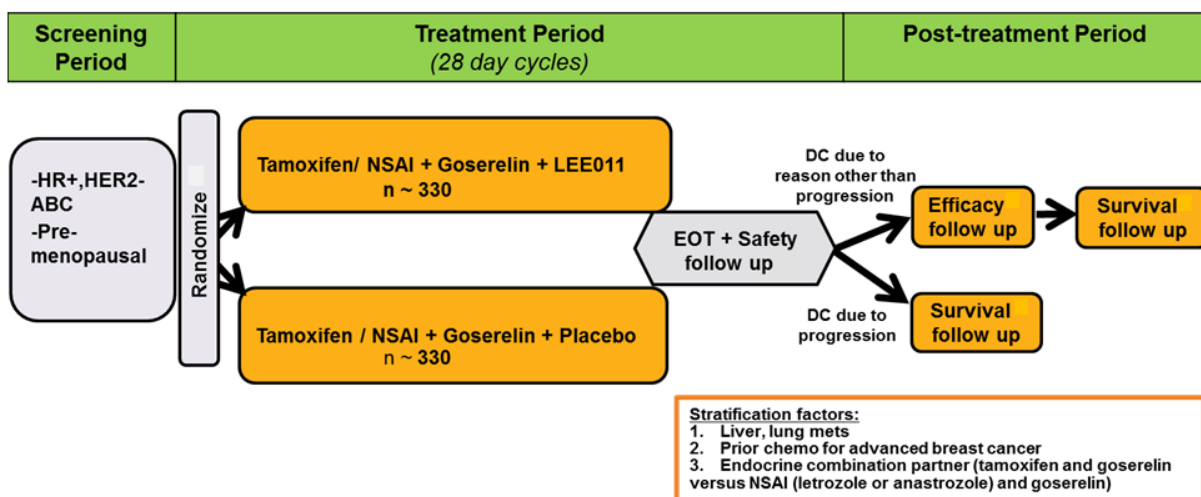 Screening
Period
Treatment Period
(28 day cycles)
Post-treatment Period
-HR+,HER2-
ABC
-Pre-
menopausal
Randomize
Tamoxifen/ NSAI + Goserelin + LEE011
n ~ 330
Tamoxifen / NSAI + Goserelin + Placebo
n ~ 330
EOT + Safety
follow up
DC due to
reason other than
progression
Efficacy
follow up
Survival
follow up
DC due to
progression
Survival
follow up
Stratification factors:
1. Liver, lung mets
2. Prior chemo for advanced breast cancer
3. Endocrine combination partner (tamoxifen and goserelin
versus NSAI (letrozole or anastrozole) and goserelin)